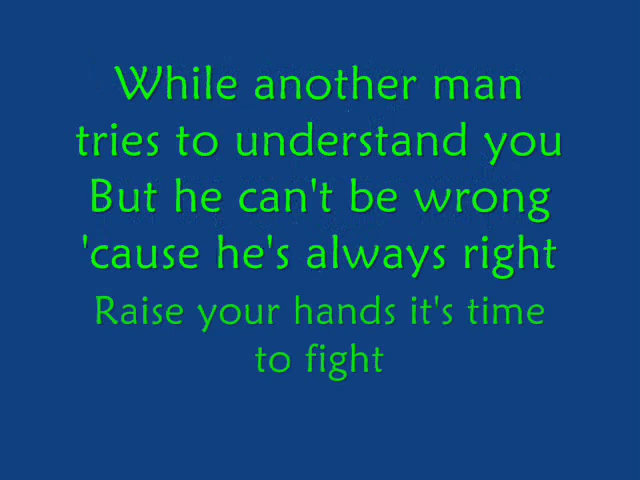 While another man
tries to understand you
But he can't be wrong
'cause he's always right
Raise your hands it's time
to fight